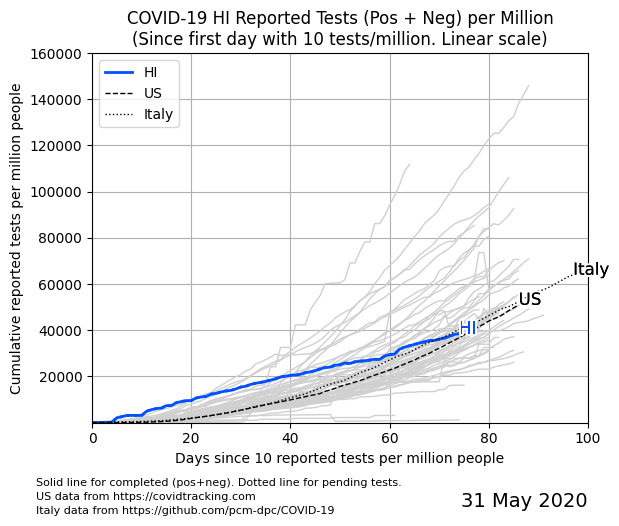 COVID-19 HI Reported Tests (Pos + Neg) per Million
(Since first day with 10 tests/million. Linear scale)
Cumulative reported tests per million people
160000
140000
120000
100000
80000
60000
40000
20000
HI
US
Italy
Italy
US
HI
0
20
40
60
80
100
Days since 10 reported tests per million people
Solid line for completed (pos+neg). Dotted line for pending tests.
US data from https://covidtracking.com
Italy data from https://github.com/pcm-dpc/COVID-19
31 May 2020